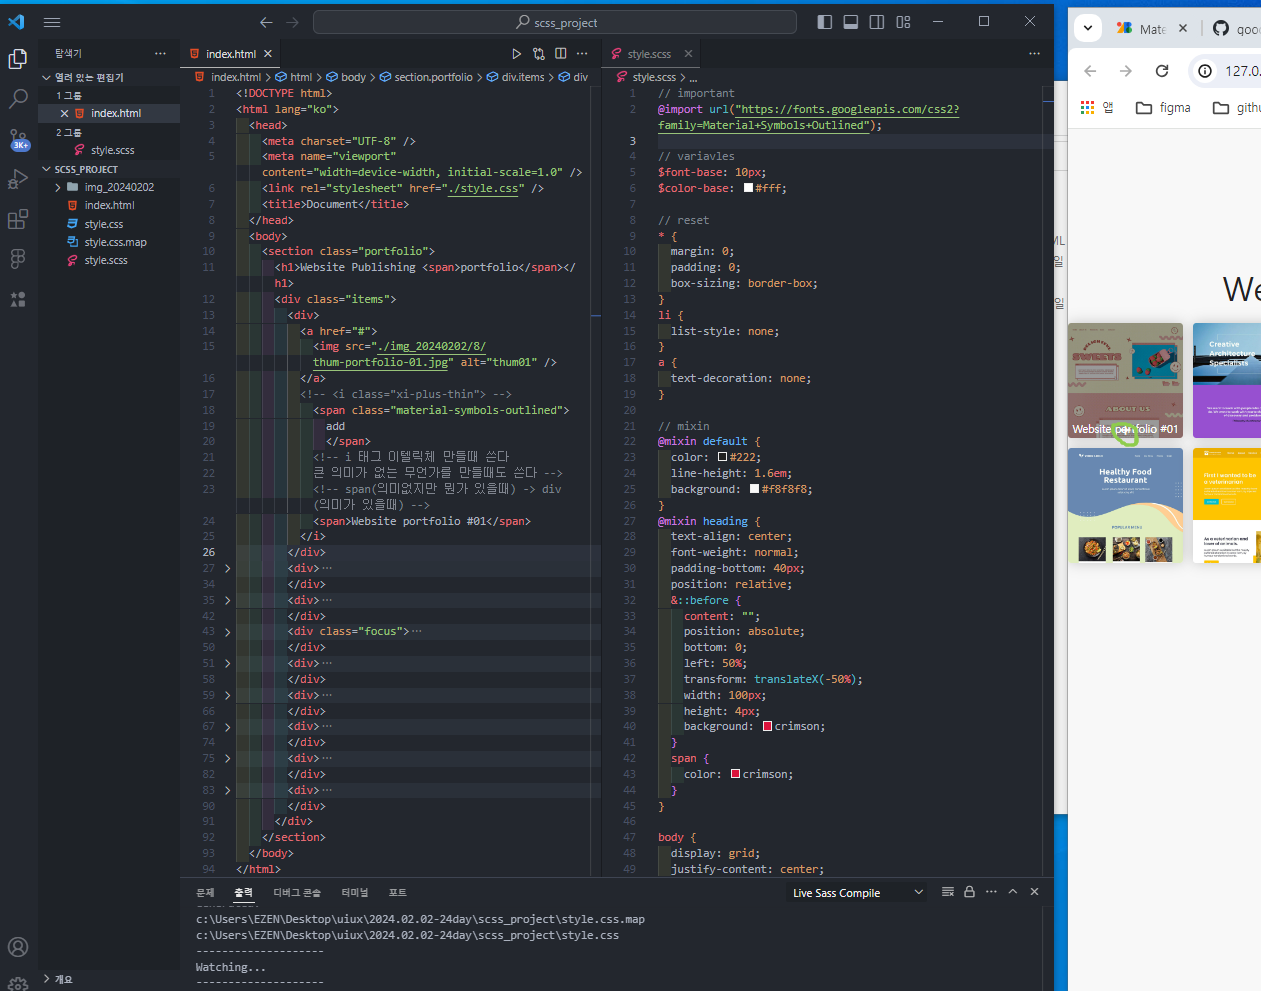 scss_project
탐색기
열려 있는 편집기
1그룹
index.html
2그룹
style.scss
SCSS_PROJECT
img_20240202
index.html
style.css
style.css.map
style.scss
3K+
개요
index.html
index.html > html > body > section.portfolio > div.items > div
1 <!DOCTYPE html>
2 <html lang="ko">
3 <head>
4 <meta charset="UTF-8" />
5 <meta name="viewport"
content="width=device-width, initial-scale=1.0" />
6 <link rel="stylesheet" href="./style.css" />
7 <title>Document</title>
8 </head>
9 <body>
10 <section class="portfolio">
11 <h1>Website Publishing <span>portfolio</span></
h1>
12 <div class="items">
13 <div>
14 <a href="#">
15 <img src="./img_20240202/8/
thum-portfolio-01.jpg" alt="thum01" />
16 </a>
17 <!-- <i class="xi-plus-thin"> -->
18 <span class="material-symbols-outlined">
19 add
20 </span>
21 <!-- i 태그 이텔릭체 만들때 쓴다
22 큰 의미가 없는 무언가를 만들때도 쓴다 -->
23 <!-- span(의미없지만 뭔가 있을때) -> div
(의미가 있을때) -->
24 <span>Website portfolio #01</span>
25 </i>
26 </div>
27 <div>…
34 </div>
35 <div>…
42 </div>
43 <div class="focus">…
50 </div>
51 <div>…
58 </div>
59 <div>…
66 </div>
67 <div>…
74 </div>
75 <div>…
82 </div>
83 <div>…
90 </div>
91 </div>
92 </section>
93 </body>
94 </html>
style.scss
style.scss > ...
1 // important
2 @import url("https://fonts.googleapis.com/css2?
family=Material+Symbols+Outlined");
3
4 // variavles
5 $font-base: 10px;
6 $color-base: #fff;
7
8 // reset
9 * {
10 margin: 0;
11 padding: 0;
12 box-sizing: border-box;
13 }
14 li {
15 list-style: none;
16 }
17 a {
18 text-decoration: none;
19 }
20
21 // mixin
22 @mixin default {
23 color: #222;
24 line-height: 1.6em;
25 background: #f8f8f8;
26 }
27 @mixin heading {
28 text-align: center;
29 font-weight: normal;
30 padding-bottom: 40px;
31 position: relative;
32 &::before {
33 content: "";
34 position: absolute;
35 bottom: 0;
36 left: 50%;
37 transform: translateX(-50%);
38 width: 100px;
39 height: 4px;
40 background: crimson;
41 }
42 span {
43 color: crimson;
44 }
45 }
46
47 body {
48 display: grid;
49 justify-content: center;
문제 출력 디버그 콘솔 터미널 포트
Live Sass Compile
c:\Users\EZEN\Desktop\uiux\2024.02.02-24day\scss_project\style.css.map
c:\Users\EZEN\Desktop\uiux\2024.02.02-24day\scss_project\style.css
--------------------
Watching...
--------------------
ML
일
일
Mate
goo
127.0.
앱
figma
githu
We
SWEETS
ABOUT US
Website portfolio #01
Creative
Architecture
Specialists
Healthy Food
Restaurant
POPULAR MENU
First I wanted to be
a veterinarian